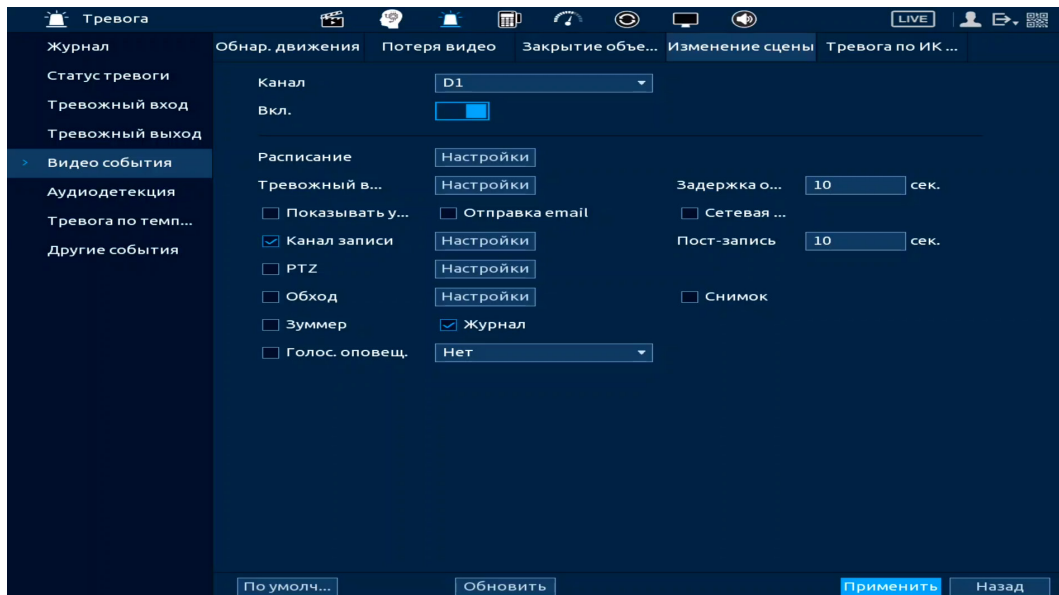 Тревога
LIVE
Журнал
Статус тревоги
Тревожный вход
Тревожный выход
Видео события
Аудиодетекция
Тревога по темп...
Другие события
Обнар. движения Потеря видео Закрытие объе... Изменение сцены Тревога по ИК ...
Канал D1
Вкл.
Расписание Настройки
Тревожный в... Настройки Задержка о... 10 сек.
Показывать у... Отправка email Сетевая ...
Канал записи Настройки Пост-запись 10 сек.
PTZ Настройки
Обход Настройки Снимок
Зуммер Журнал
Голос. оповещ. Нет
По умолч... Обновить Применить Назад